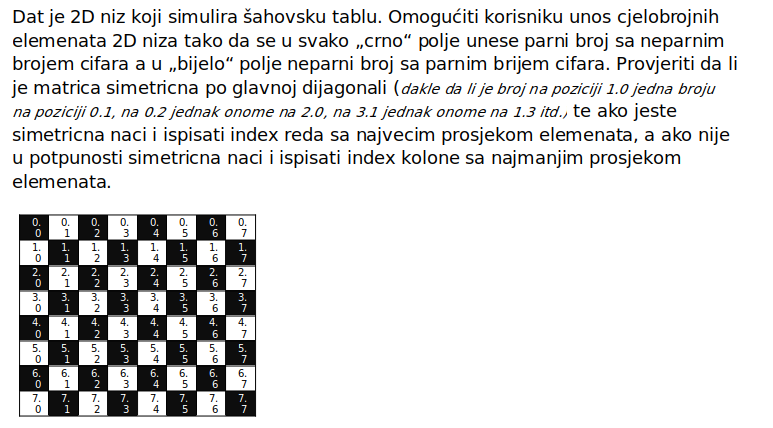 Dat je 2D niz koji simulira šahovsku tablu. Omogućiti korisniku unos cjelobrojnih
elemenata 2D niza tako da se u svako „crno“ polje unese parni broj sa neparnim
brojem cifara a u „bijelo“ polje neparni broj sa parnim brijem cifara. Provjeriti da li
je matrica simetricna po glavnoj dijagonali (dakle da li je broj na poziciji 1.0 jedna broju
na poziciji 0.1, na 0.2 jednak onome na 2.0, na 3.1 jednak onome na 1.3 itd.) te ako jeste
simetricna naci i ispisati index reda sa najvecim prosjekom elemenata, a ako nije
u potpunosti simetricna naci i ispisati index kolone sa najmanjim prosjekom
elemenata.
0. 0. 0. 0. 0. 0. 0. 0.
0 1 2 3 4 5 6 7
1. 1. 1. 1. 1. 1. 1. 1.
0 1 2 3 4 5 6 7
2. 2. 2. 2. 2. 2. 2. 2.
0 1 2 3 4 5 6 7
3. 3. 3. 3. 3. 3. 3. 3.
0 1 2 3 4 5 6 7
4. 4. 4. 4. 4. 4. 4. 4.
0 1 2 3 4 5 6 7
5. 5. 5. 5. 5. 5. 5. 5.
0 1 2 3 4 5 6 7
6. 6. 6. 6. 6. 6. 6. 6.
0 1 2 3 4 5 6 7
7. 7. 7. 7. 7. 7. 7. 7.
0 1 2 3 4 5 6 7